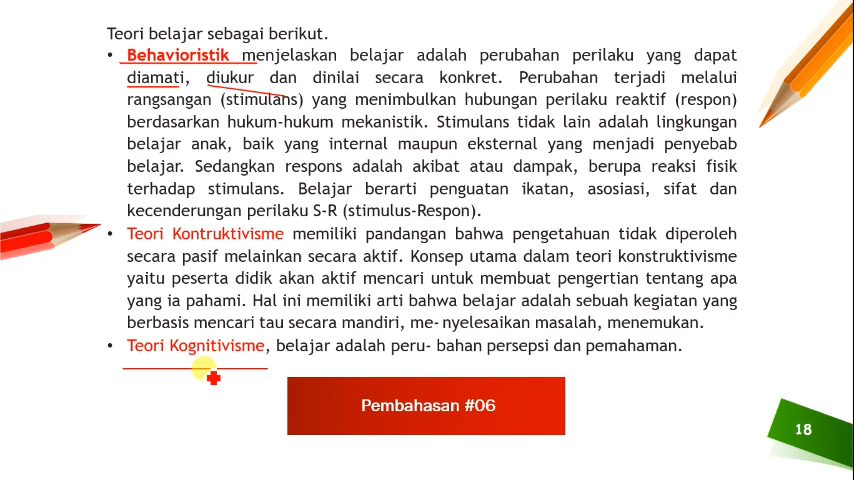 Teori belajar sebagai berikut.
• Behavioristik menjelaskan belajar adalah perubahan perilaku yang dapat
diamati, diukur dan dinilai secara konkret. Perubahan terjadi melalui
rangsangan (stimulans) yang menimbulkan hubungan perilaku reaktif (respon)
berdasarkan hukum-hukum mekanistik. Stimulans tidak lain adalah lingkungan
belajar anak, baik yang internal maupun eksternal yang menjadi penyebab
belajar. Sedangkan respons adalah akibat atau dampak, berupa reaksi fisik
terhadap stimulans. Belajar berarti penguatan ikatan, asosiasi, sifat dan
kecenderungan perilaku S-R (stimulus-Respon).
• Teori Kontruktivisme memiliki pandangan bahwa pengetahuan tidak diperoleh
secara pasif melainkan secara aktif. Konsep utama dalam teori konstruktivisme
yaitu peserta didik akan aktif mencari untuk membuat pengertian tentang apa
yang ia pahami. Hal ini memiliki arti bahwa belajar adalah sebuah kegiatan yang
berbasis mencari tau secara mandiri, me- nyelesaikan masalah, menemukan.
• Teori Kognitivisme, belajar adalah peru- bahan persepsi dan pemahaman.
Pembahasan #06
18